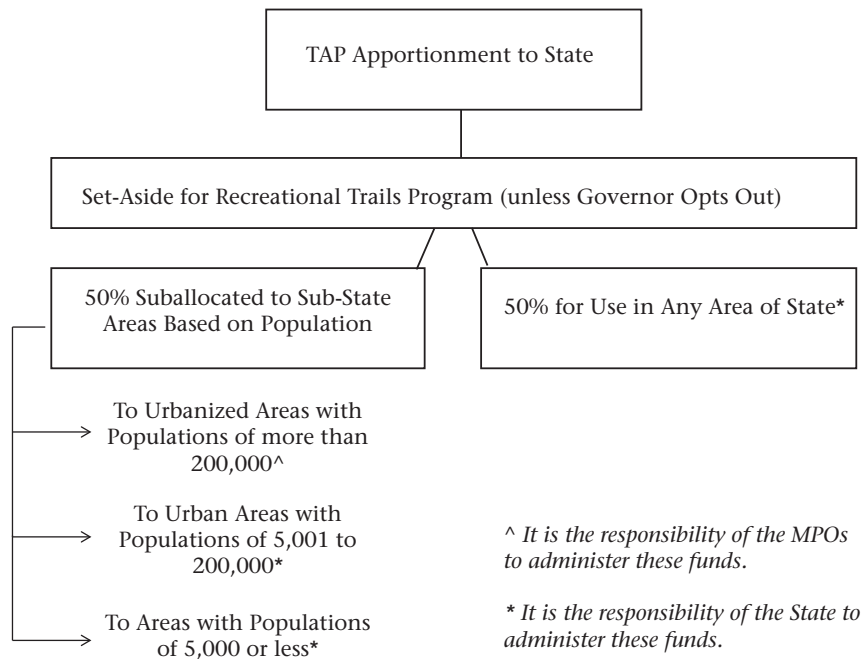 TAP Apportionment to State
Set-Aside for Recreational Trails Program (unless Governor Opts Out)
50% Suballocated to Sub-State
Areas Based on Population
50% for Use in Any Area of State*
To Urbanized Areas with
Populations of more than
200,000^
To Urban Areas with
Populations of 5,001 to
200,000*
To Areas with Populations
of 5,000 or less*
^ It is the responsibility of the MPOs
to administer these funds.
* It is the responsibility of the State to
administer these funds.